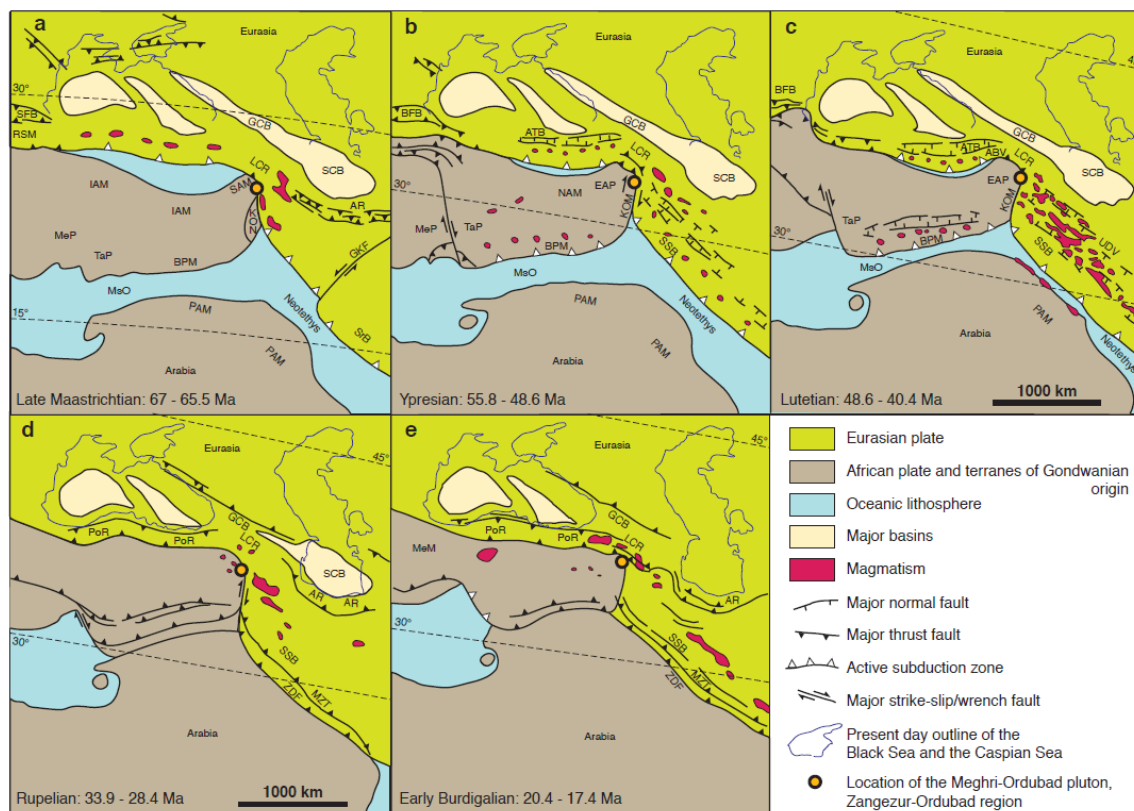 a
Eurasia
30°
SFB
RSM
GCB
LCR
SCB
SAM
IAM
IAM
KON
AR
MeP
TaP
BPM
GKF
MsO
Neotethys
PAM
15°
SrB
PAM
Arabia
Late Maastrichtian: 67 - 65.5 Ma
b
Eurasia
BFB
ATB
GCB
LCR
SCB
30°
NAM
EAP
KOM
MeP
TaP
BPM
SSB
MsO
Neotethys
PAM
PAM
Arabia
Ypresian: 55.8 - 48.6 Ma
c
Eurasia
BFB
GCB
ATB
ABV
LCR
SCB
EAP
KOM
TaP
30°
BPM
SSB
UDV
MsO
PAM
Arabia
Neotethys
Lutetian: 48.6 - 40.4 Ma
1000 km
d
Eurasia
45°
GCB
PoR
PoR
LCR
SCB
AR
AR
30°
SSB
MZT
ZDF
Arabia
Rupelian: 33.9 - 28.4 Ma
1000 km
e
Eurasia
45°
GCB
PoR
PoR
LCR
MeM
AR
30°
SSB
MZT
ZDF
Arabia
Early Burdigalian: 20.4 - 17.4 Ma
Eurasian plate
African plate and terranes of Gondwanian
origin
Oceanic lithosphere
Major basins
Magmatism
Major normal fault
Major thrust fault
Active subduction zone
Major strike-slip/wrench fault
Present day outline of the
Black Sea and the Caspian Sea
Location of the Meghri-Ordubad pluton,
Zangezur-Ordubad region